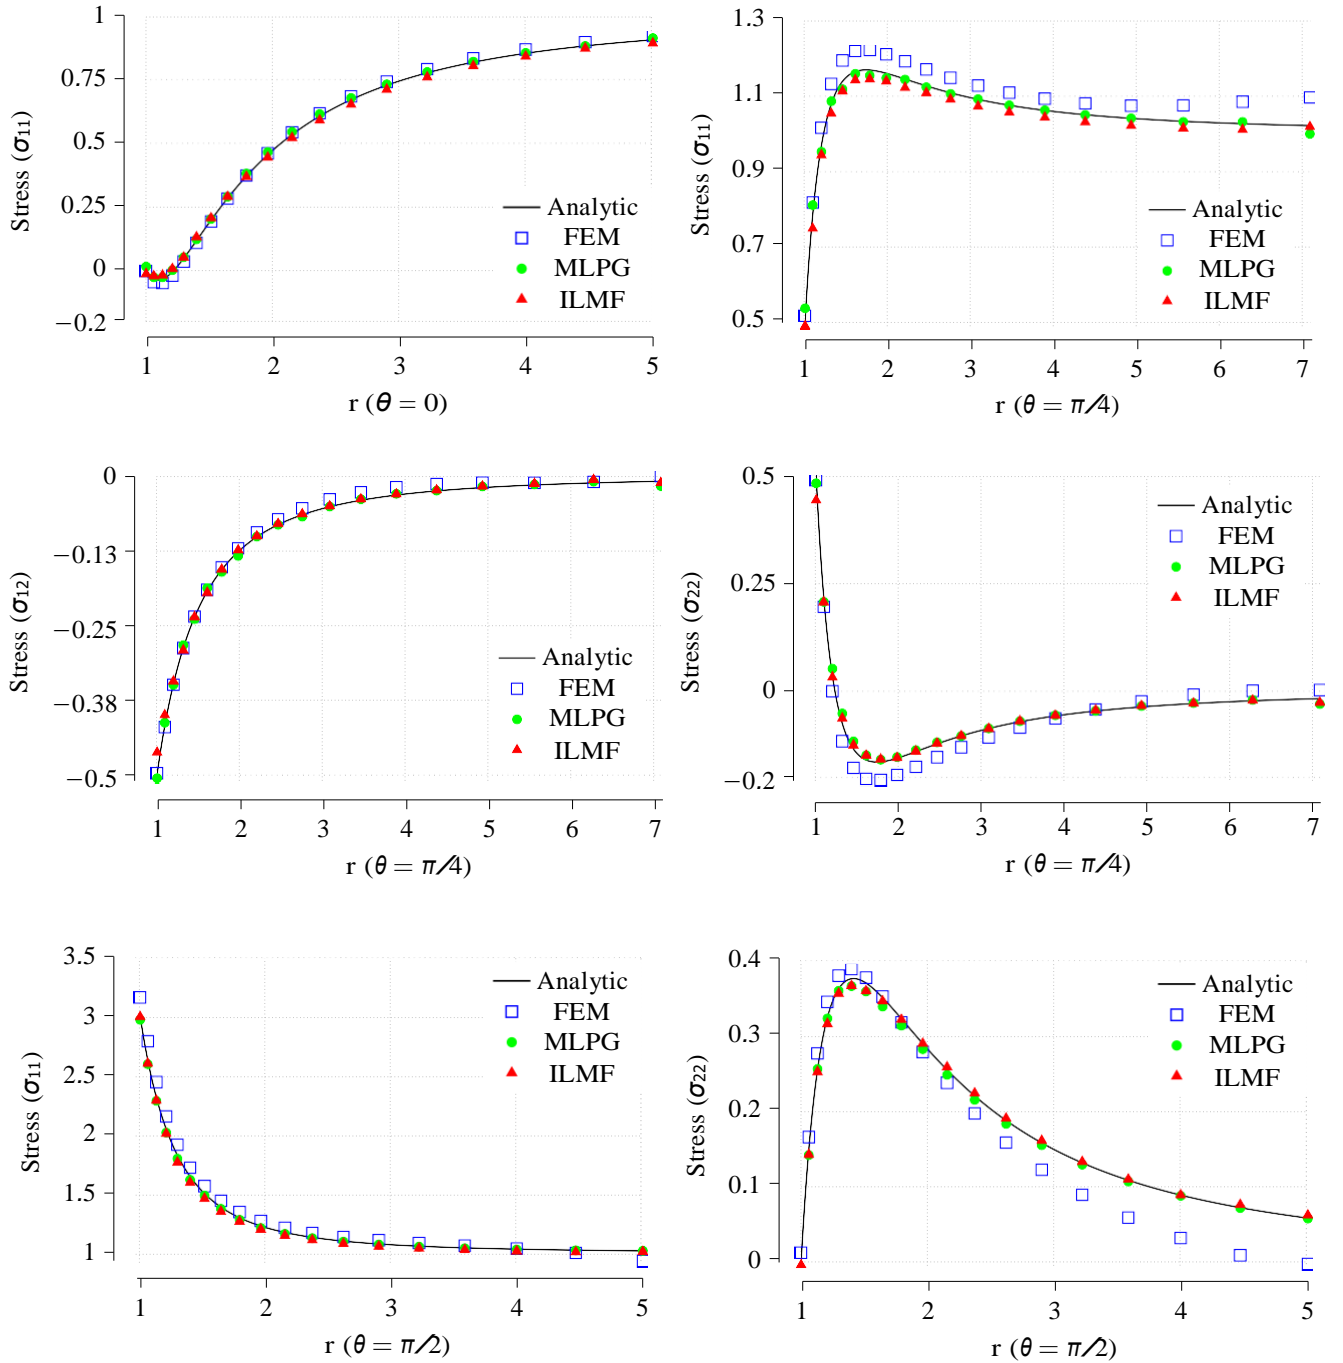 1
0.75
0.5
0.25
0
−0.2
Stress (σ11)
Analytic
FEM
MLPG
ILMF
1 2 3 4 5
r (θ = 0)
1.3
1.1
0.9
0.7
0.5
Stress (σ11)
Analytic
FEM
MLPG
ILMF
1 2 3 4 5 6 7
r (θ = π/4)
0
−0.13
−0.25
−0.38
−0.5
Stress (σ12)
Analytic
FEM
MLPG
ILMF
1 2 3 4 5 6 7
r (θ = π/4)
0.5
0.25
0
−0.2
Stress (σ22)
Analytic
FEM
MLPG
ILMF
1 2 3 4 5 6 7
r (θ = π/4)
3.5
3
2.5
2
1.5
1
Stress (σ11)
Analytic
FEM
MLPG
ILMF
1 2 3 4 5
r (θ = π/2)
0.4
0.3
0.2
0.1
0
Stress (σ22)
Analytic
FEM
MLPG
ILMF
1 2 3 4 5
r (θ = π/2)